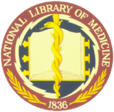 NATIONAL LIBRARY OF MEDICINE
1836